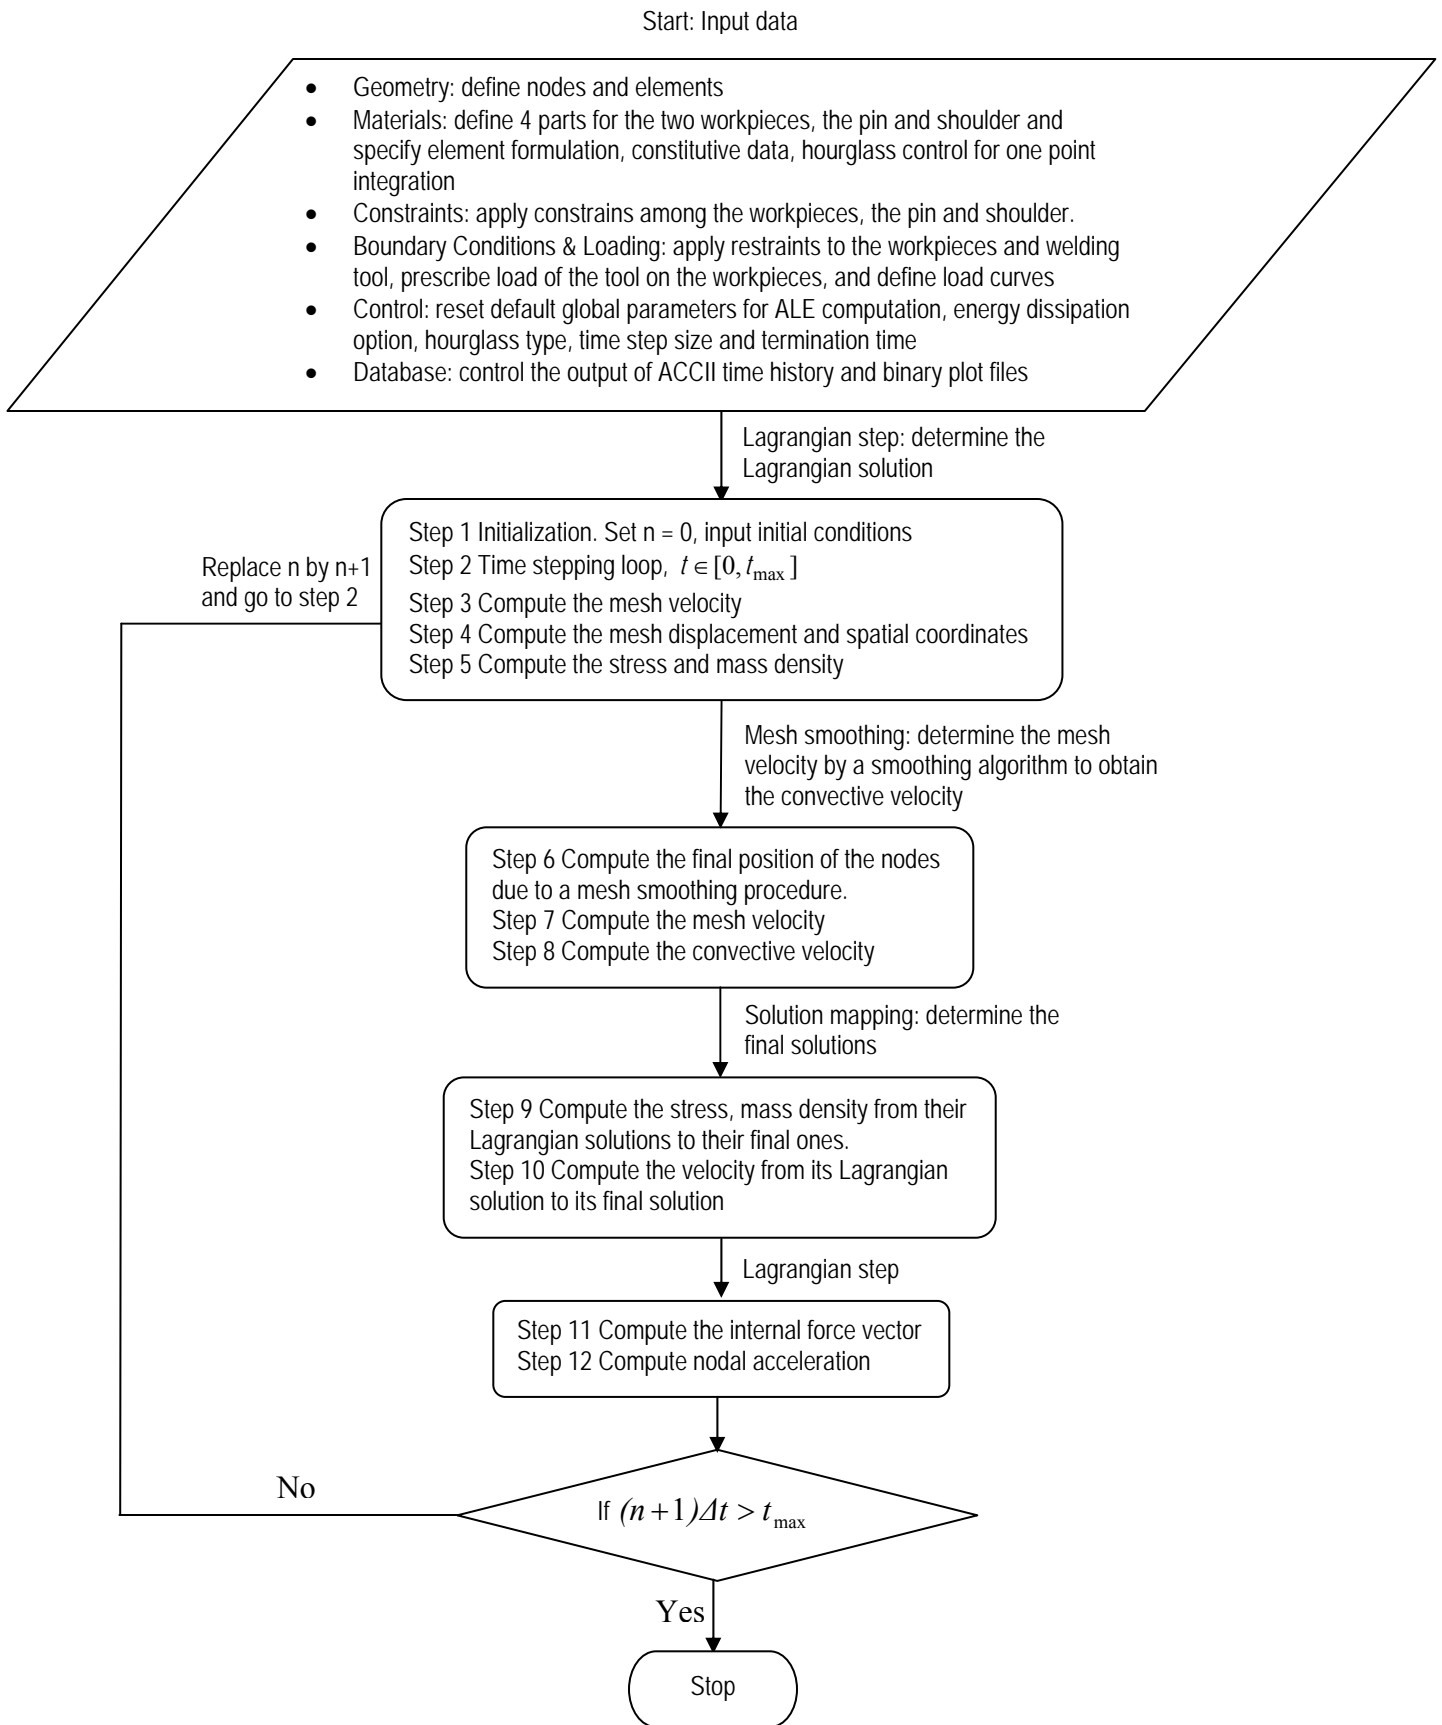 Start: Input data
• Geometry: define nodes and elements
• Materials: define 4 parts for the two workpieces, the pin and shoulder and
specify element formulation, constitutive data, hourglass control for one point
integration
• Constraints: apply constrains among the workpieces, the pin and shoulder.
• Boundary Conditions & Loading: apply restraints to the workpieces and welding
tool, prescribe load of the tool on the workpieces, and define load curves
• Control: reset default global parameters for ALE computation, energy dissipation
option, hourglass type, time step size and termination time
• Database: control the output of ACCII time history and binary plot files
Lagrangian step: determine the
Lagrangian solution
Step 1 Initialization. Set n = 0, input initial conditions
Step 2 Time stepping loop, t ∈ [0, t_max]
Step 3 Compute the mesh velocity
Step 4 Compute the mesh displacement and spatial coordinates
Step 5 Compute the stress and mass density
Replace n by n+1
and go to step 2
Mesh smoothing: determine the mesh
velocity by a smoothing algorithm to obtain
the convective velocity
Step 6 Compute the final position of the nodes
due to a mesh smoothing procedure.
Step 7 Compute the mesh velocity
Step 8 Compute the convective velocity
Solution mapping: determine the
final solutions
Step 9 Compute the stress, mass density from their
Lagrangian solutions to their final ones.
Step 10 Compute the velocity from its Lagrangian
solution to its final solution
Lagrangian step
Step 11 Compute the internal force vector
Step 12 Compute nodal acceleration
No
If (n+1)Δt > t_max
Yes
Stop